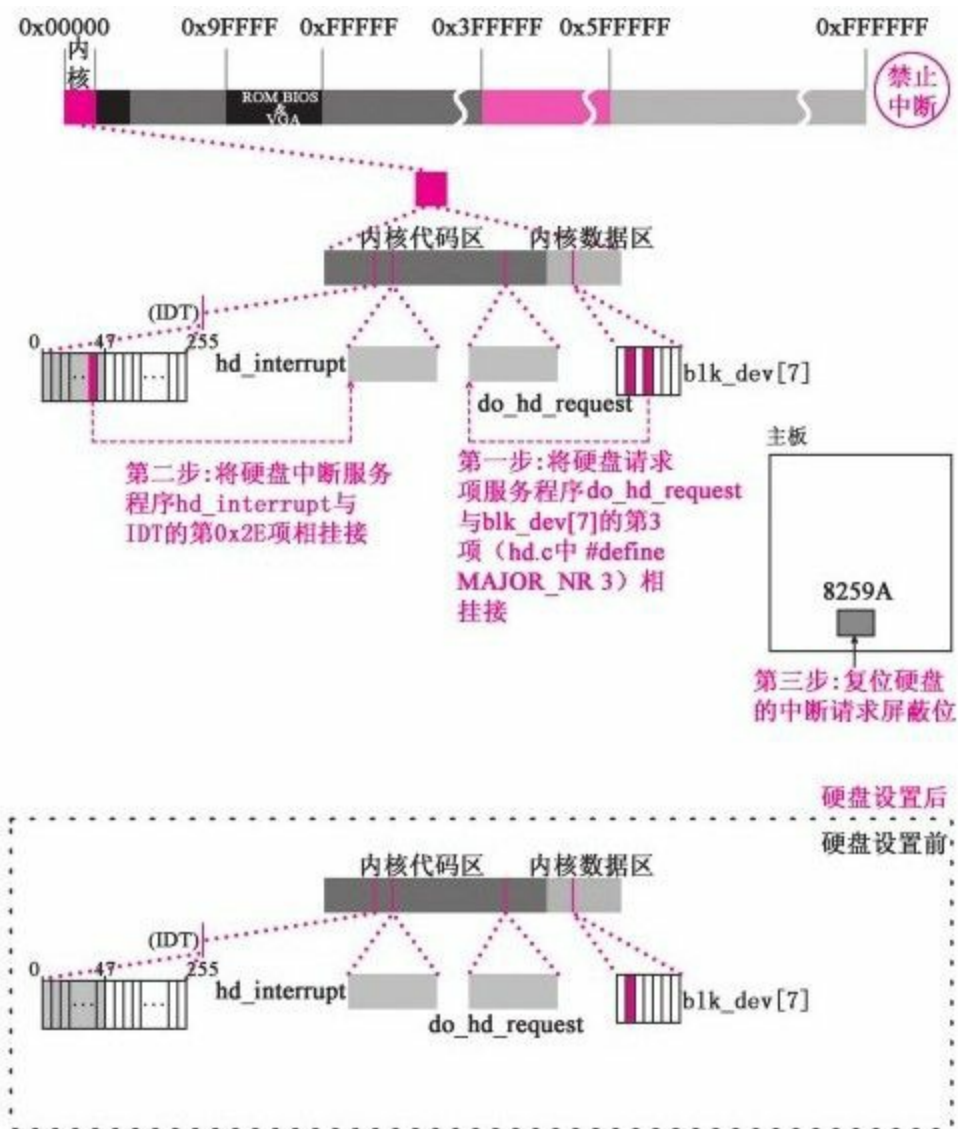 0x00000 0x9FFFF 0xFFFFF 0x3FFFFF 0x5FFFFF 0xFFFFFF
内
核
ROM BIOS
&
VGA
禁止
中断
内核代码区 内核数据区
(IDT)
0 47 255
hd_interrupt
do_hd_request
blk_dev[7]
第二步:将硬盘中断服务
程序hd_interrupt与
IDT的第0x2E项相挂接
第一步:将硬盘请求
项服务程序do_hd_request
与blk_dev[7]的第3
项（hd.c中 #define
MAJOR_NR 3）相
挂接
主板
8259A
第三步:复位硬盘
的中断请求屏蔽位
硬盘设置后
硬盘设置前
内核代码区 内核数据区
(IDT)
0 47 255
hd_interrupt
do_hd_request
blk_dev[7]